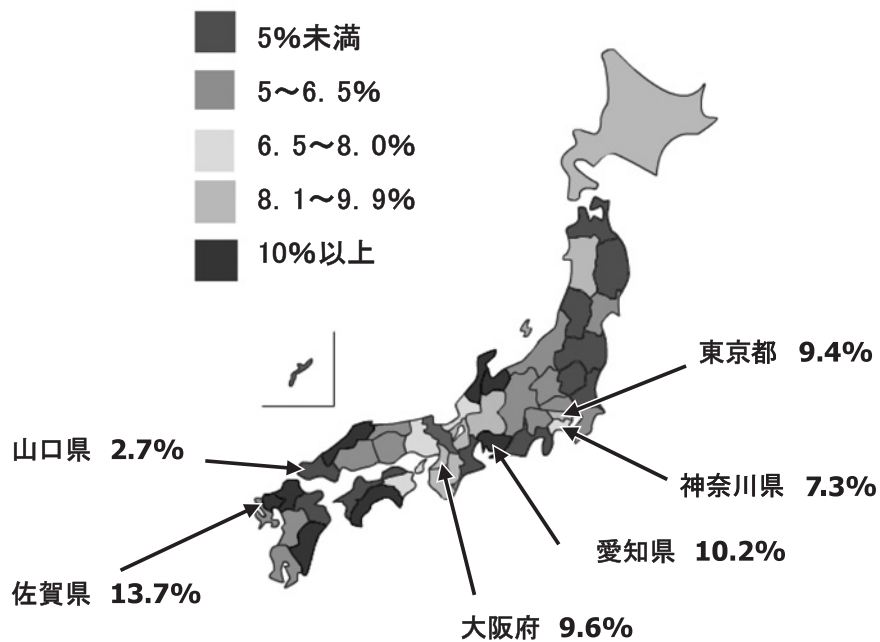 5%未満
5～6.5%
6.5～8.0%
8.1～9.9%
10%以上
東京都 9.4%
山口県 2.7%
神奈川県 7.3%
愛知県 10.2%
佐賀県 13.7%
大阪府 9.6%